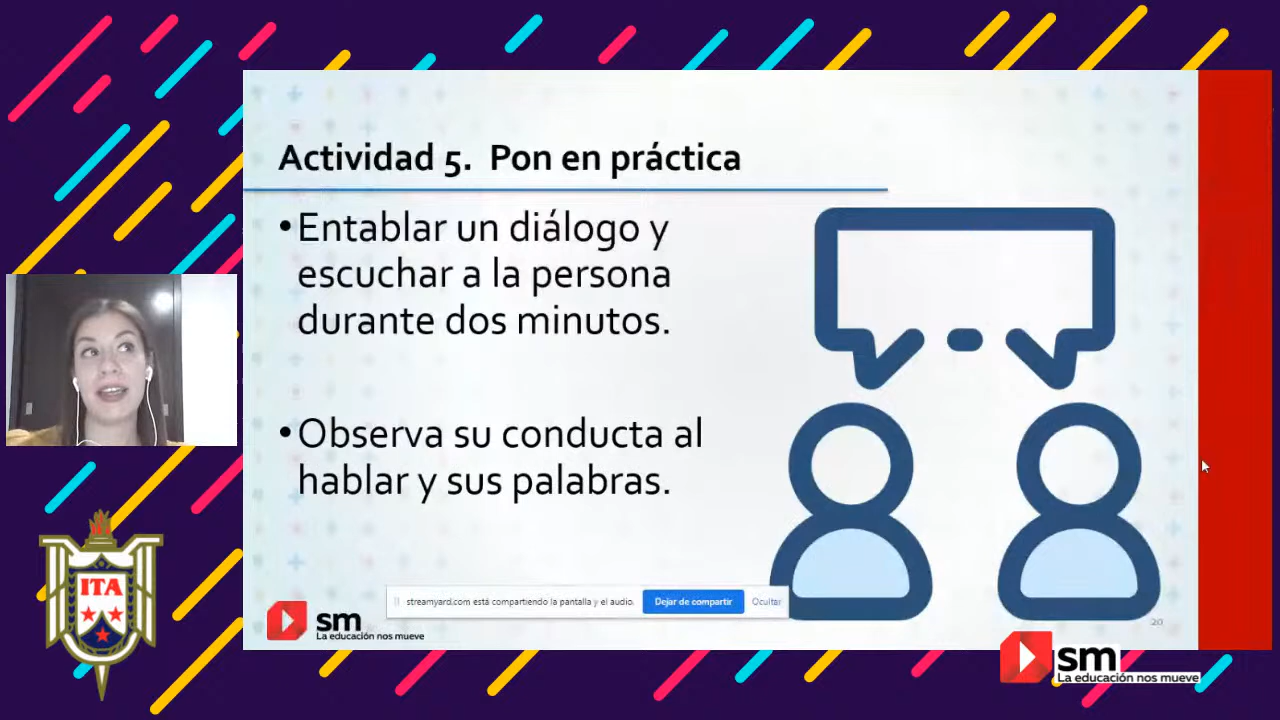 Actividad 5. Pon en práctica
•Entablar un diálogo y
escuchar a la persona
durante dos minutos.
•Observa su conducta al
hablar y sus palabras.
streamyard.com está compartiendo la pantalla y el audio.
Dejar de compartir
Ocultar
sm
La educación nos mueve
20
ITA
sm
La educación nos mueve